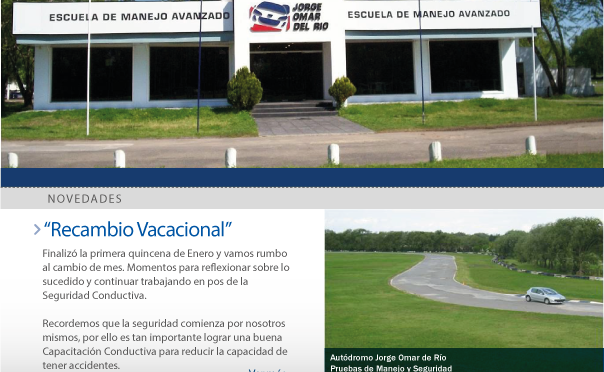 ESCUELA DE MANEJO AVANZADO
JORGE
OMAR
DEL RIO
ESCUELA DE MANEJO AVANZADO
NOVEDADES
“Recambio Vacacional”
Finalizó la primera quincena de Enero y vamos rumbo
al cambio de mes. Momentos para reflexionar sobre lo
sucedido y continuar trabajando en pos de la
Seguridad Conductiva.
Recordemos que la seguridad comienza por nosotros
mismos, por ello es tan importante lograr una buena
Capacitación Conductiva para reducir la capacidad de
tener accidentes.
Autódromo Jorge Omar de Río
Pruebas de Manejo y Seguridad